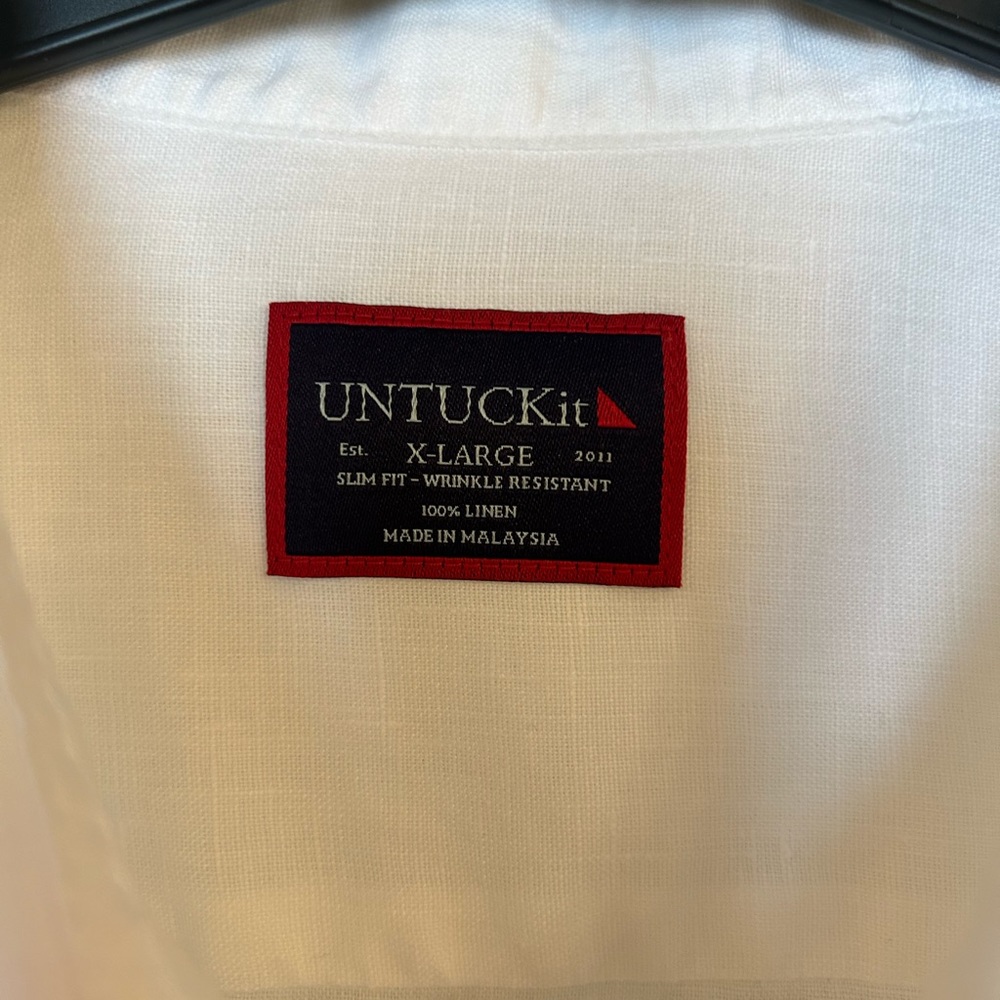 UNTUCKit
Est. X-LARGE 2011
SLIM FIT – WRINKLE RESISTANT
100% LINEN
MADE IN MALAYSIA